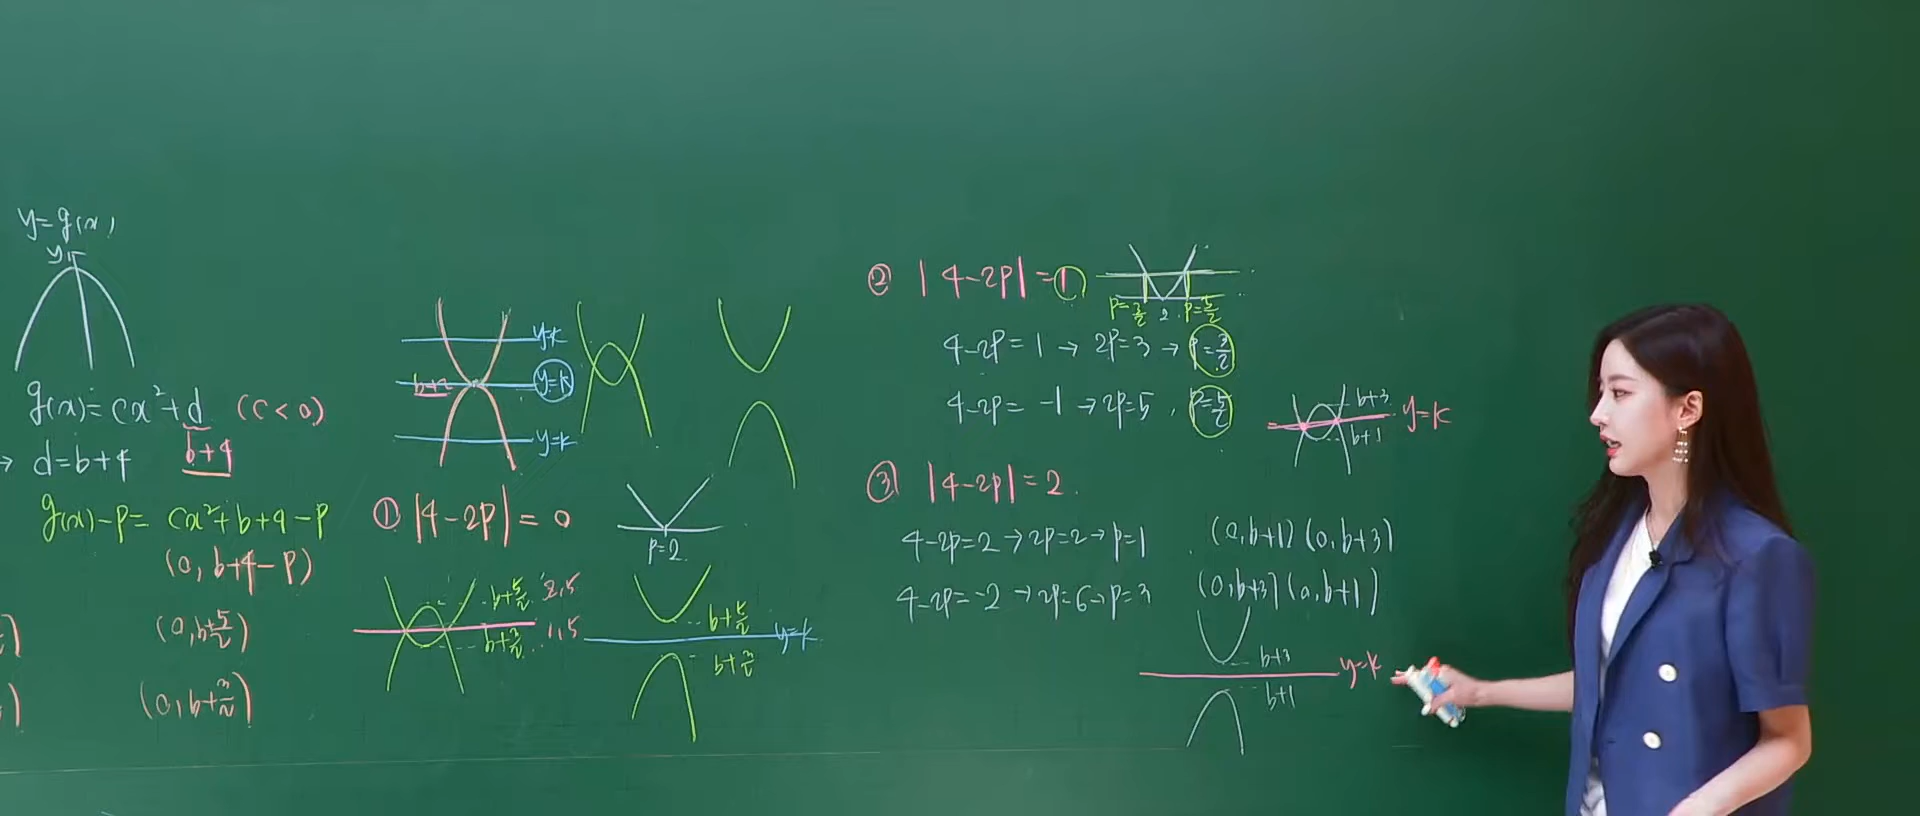 y=g(x)
y
g(x)=cx²+d (c<0)
→ d=b+4 b+4
g(x)-p= cx²+b+4-p
(0, b+4-p)
(0, b+5/2)
(0, b+3/2)
y=k
b+2 y=k
y=k
① |4-2p|=0
p=2
b+5/2 2.5
b+3/2 1.5
b+5/2
y=k
b+3/2
② |4-2p|=1
p=3/2 2 p=5/2
4-2p=1 → 2p=3 → p=3/2
4-2p=-1 → 2p=5, p=5/2
b+3
y=k
b+1
③ |4-2p|=2.
4-2p=2 → 2p=2 → p=1 (0, b+1) (0, b+3)
4-2p=-2 → 2p=6 → p=3 (0, b+3) (0, b+1)
b+3
y=k
b+1